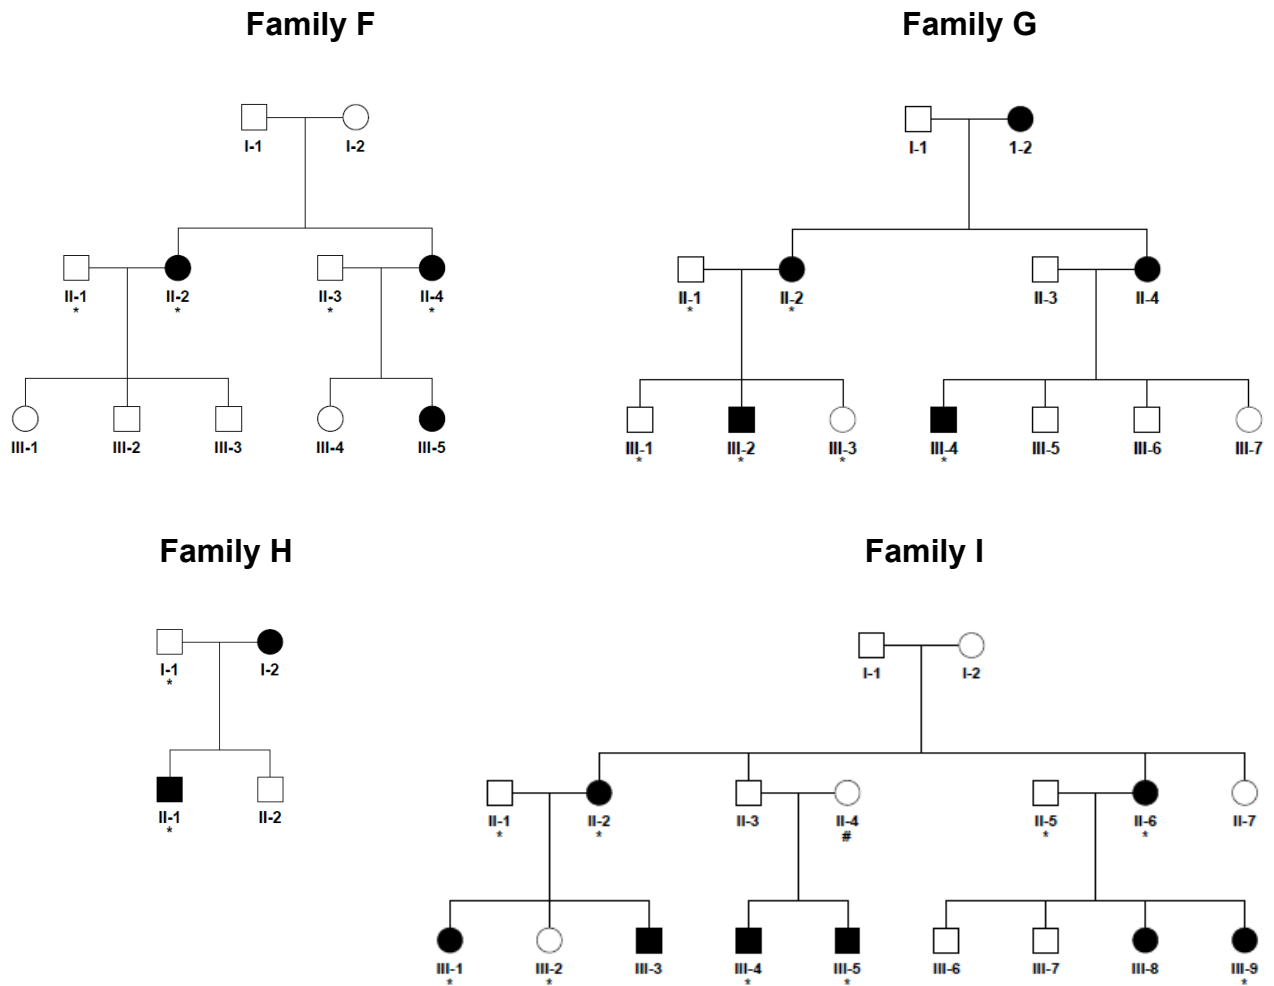 Family F
Family G
I-1 I-2
I-1 1-2
II-1 II-2 II-3 II-4
* * * *
II-1 II-2 II-3 II-4
* *
III-1 III-2 III-3 III-4 III-5
III-1 III-2 III-3 III-4 III-5 III-6 III-7
* * * *
Family H
Family I
I-1 I-2
*
I-1 I-2
II-1 II-2
*
II-1 II-2 II-3 II-4 II-5 II-6 II-7
* * # * *
III-1 III-2 III-3 III-4 III-5 III-6 III-7 III-8 III-9
* * * * *